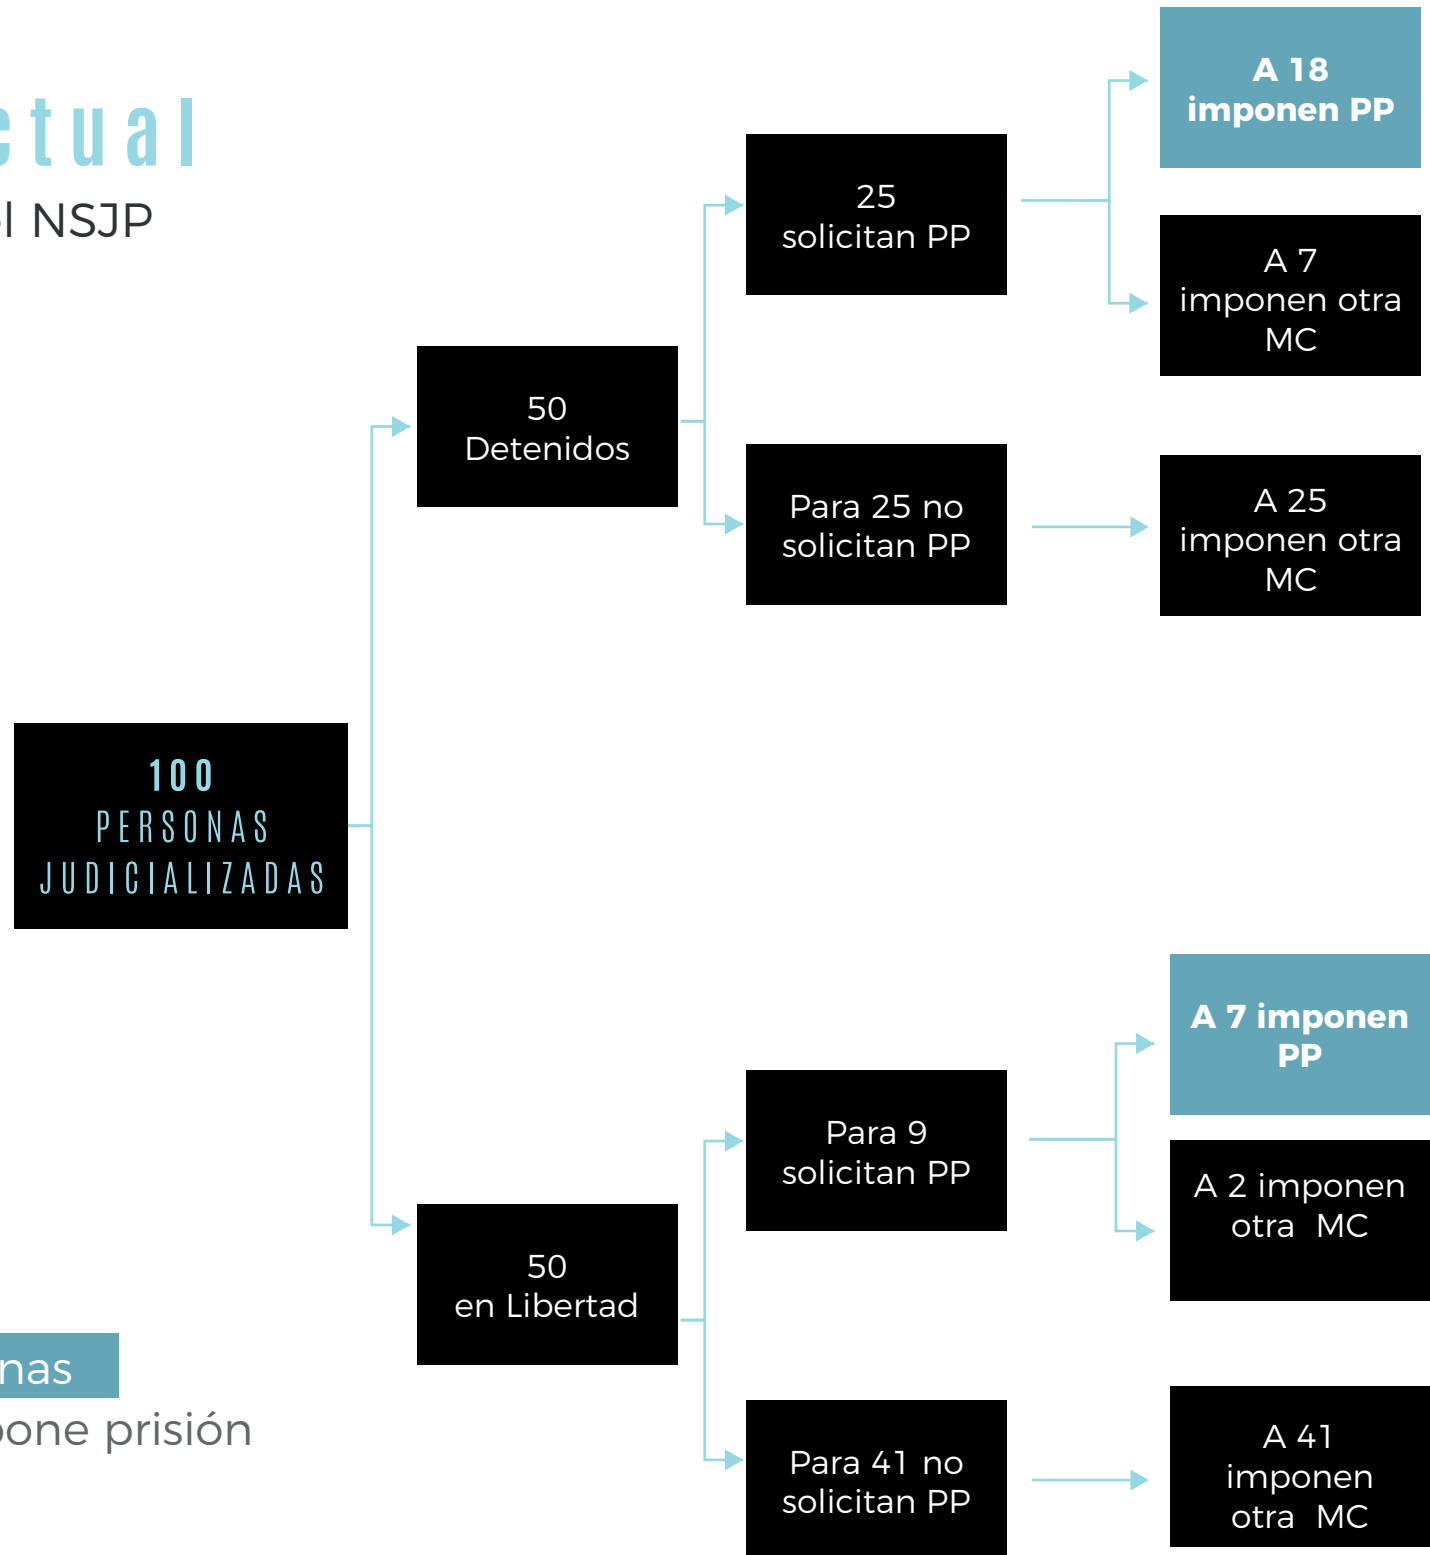 ctual
el NSJP
A 18
imponen PP
25
solicitan PP
A 7
imponen otra
MC
50
Detenidos
Para 25 no
solicitan PP
A 25
imponen otra
MC
100
PERSONAS
JUDICIALIZADAS
A 7 imponen
PP
Para 9
solicitan PP
A 2 imponen
otra MC
50
en Libertad
nas
pone prisión
Para 41 no
solicitan PP
A 41
imponen
otra MC